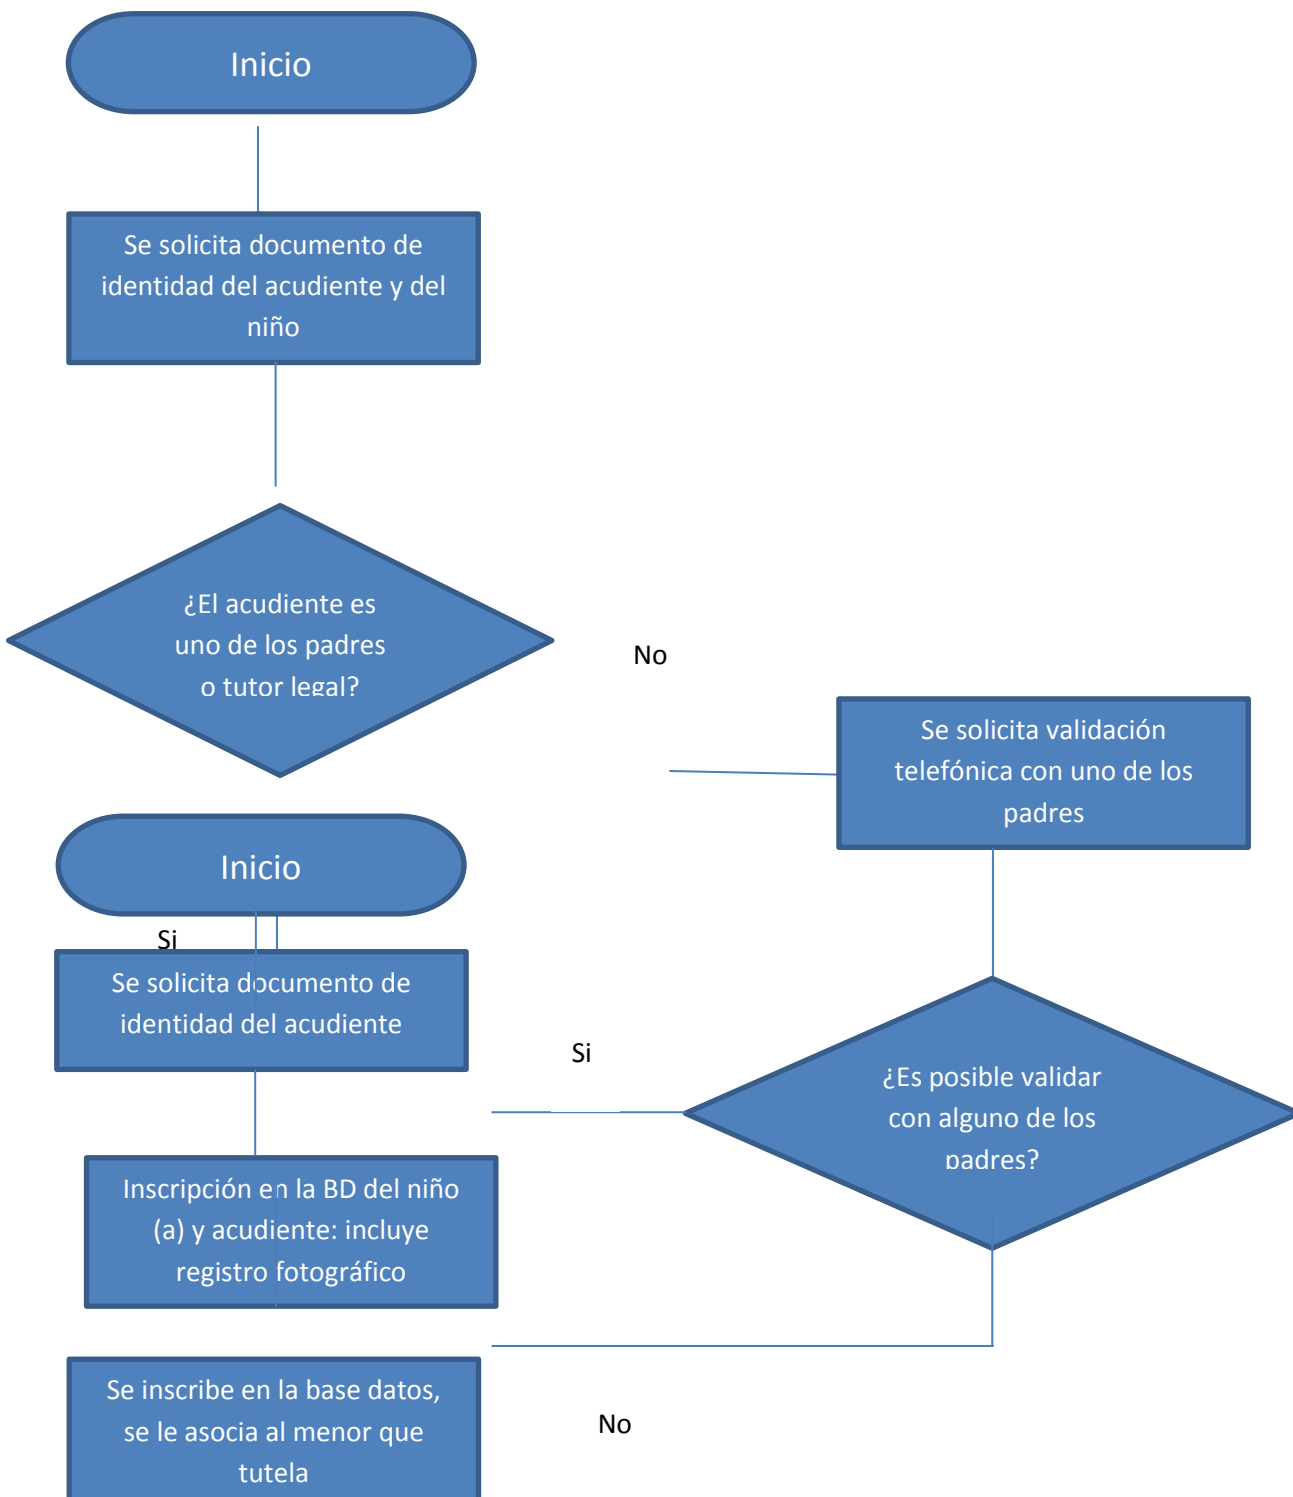 Inicio
Se solicita documento de
identidad del acudiente y del
niño
¿El acudiente es
uno de los padres
o tutor legal?
No
Se solicita validación
telefónica con uno de los
padres
Inicio
Si
Se solicita documento de
identidad del acudiente
Si
¿Es posible validar
con alguno de los
padres?
Inscripción en la BD del niño
(a) y acudiente: incluye
registro fotográfico
Se inscribe en la base datos,
se le asocia al menor que
tutela
No